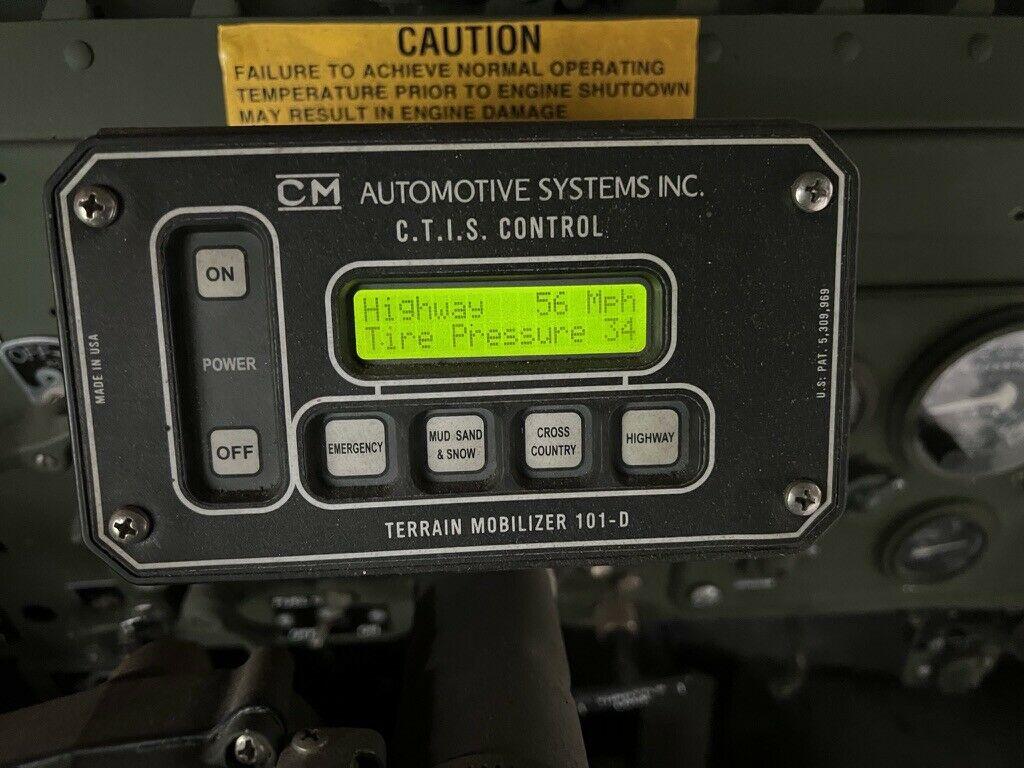 CAUTION
FAILURE TO ACHIEVE NORMAL OPERATING
TEMPERATURE PRIOR TO ENGINE SHUTDOWN
MAY RESULT IN ENGINE DAMAGE
CM AUTOMOTIVE SYSTEMS INC.
C.T.I.S. CONTROL
ON
POWER
OFF
Highway 56 Meh
Tire Pressure 34
EMERGENCY
MUD SAND
& SNOW
CROSS
COUNTRY
HIGHWAY
TERRAIN MOBILIZER 101-D
MADE IN USA
U.S. PAT. 5,309,969